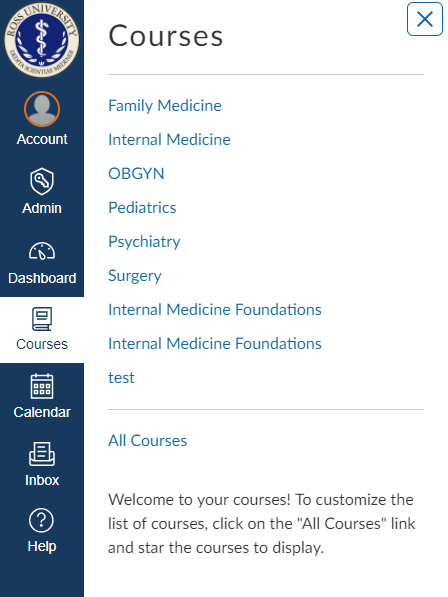 ROSS UNIVERSITY
Account
Admin
Dashboard
Courses
Calendar
Inbox
Help
Courses
Family Medicine
Internal Medicine
OBGYN
Pediatrics
Psychiatry
Surgery
Internal Medicine Foundations
Internal Medicine Foundations
test
All Courses
Welcome to your courses! To customize the
list of courses, click on the "All Courses" link
and star the courses to display.